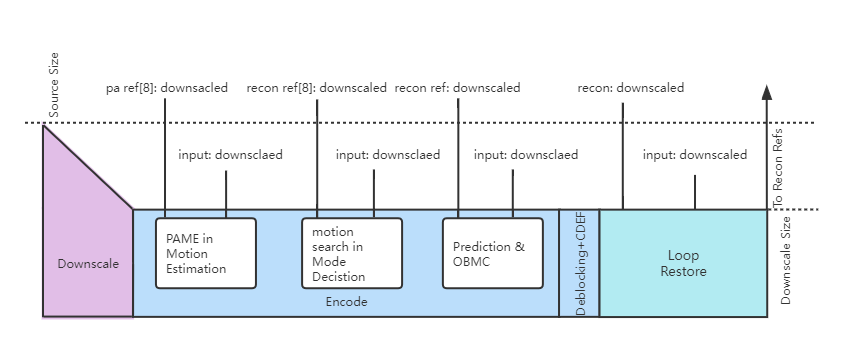 Source Size
pa ref[8]: downsacled
recon ref[8]: downscaled
recon ref: downscaled
recon: downscaled
input: downsclaed
input: downsclaed
input: downsclaed
input: downscaled
To Recon Refs
Downscale
PAME in
Motion
Estimation
motion
search in
Mode
Decistion
Prediction &
OBMC
Encode
Deblocking+CDEF
Loop
Restore
Downscale Size